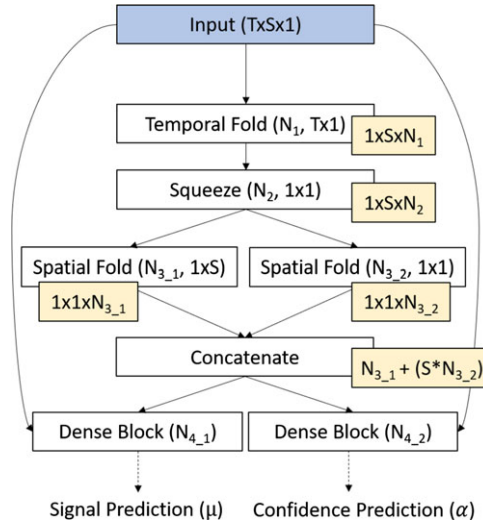 Input (TxSx1)
Temporal Fold (N₁, Tx1)
1xSxN₁
Squeeze (N₂, 1x1)
1xSxN₂
Spatial Fold (N₃_₁, 1xS)
Spatial Fold (N₃_₂, 1x1)
1x1xN₃_₁
1x1xN₃_₂
Concatenate
N₃_₁ + (S*N₃_₂)
Dense Block (N₄_₁)
Dense Block (N₄_₂)
Signal Prediction (μ)
Confidence Prediction (α)